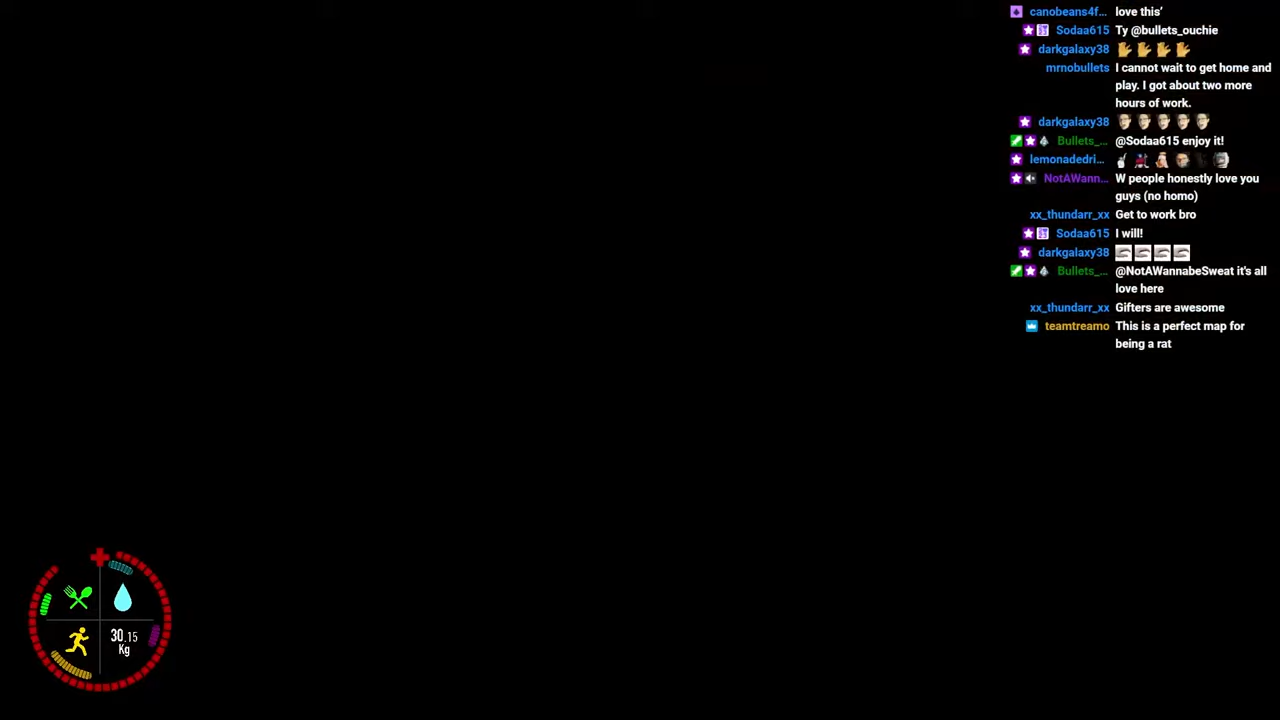 canobeans4f… love this’
Sodaa615 Ty @bullets_ouchie
darkgalaxy38
mrnobullets I cannot wait to get home and
play. I got about two more
hours of work.
darkgalaxy38
Bullets_… @Sodaa615 enjoy it!
lemonadedri…
NotAWann… W people honestly love you
guys (no homo)
xx_thundarr_xx Get to work bro
Sodaa615 I will!
darkgalaxy38
Bullets_… @NotAWannabeSweat it's all
love here
xx_thundarr_xx Gifters are awesome
teamtreamo This is a perfect map for
being a rat
30.15
Kg